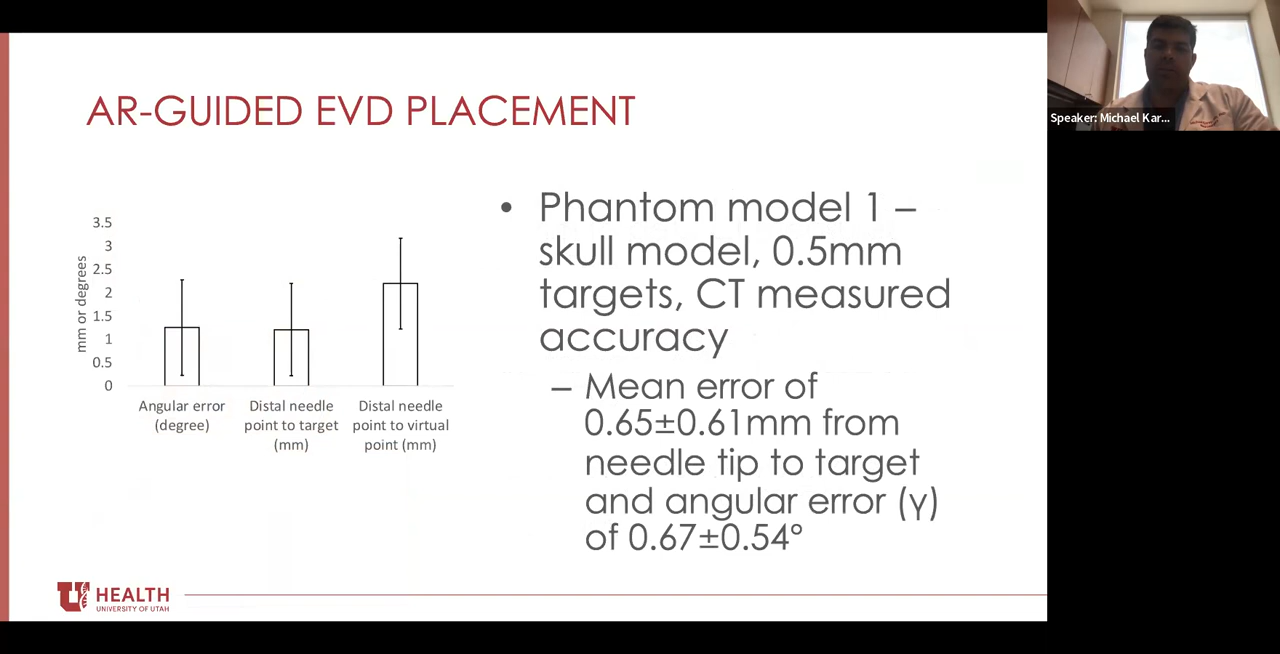 AR-GUIDED EVD PLACEMENT
3.5
3
2.5
2
1.5
1
0.5
0
mm or degrees
Angular error
(degree)
Distal needle
point to target
(mm)
Distal needle
point to virtual
point (mm)
• Phantom model 1 –
skull model, 0.5mm
targets, CT measured
accuracy
– Mean error of
0.65±0.61mm from
needle tip to target
and angular error (γ)
of 0.67±0.54°
U HEALTH
UNIVERSITY OF UTAH
Speaker: Michael Kar...